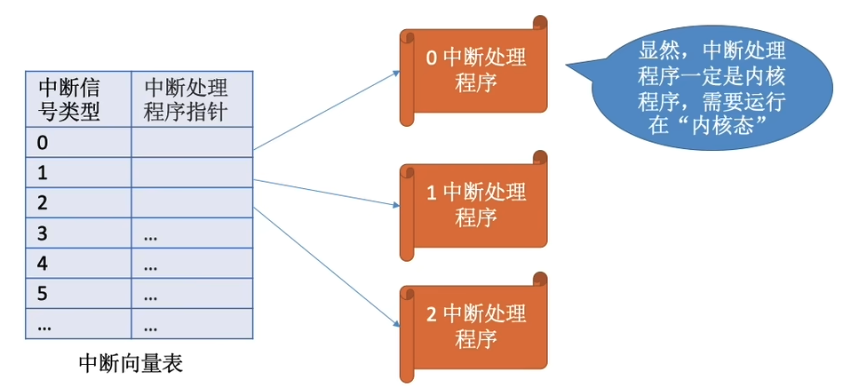 中断信
号类型
中断处理
程序指针
0
1
2
3
...
4
...
5
...
...
...
中断向量表
0 中断处理
程序
1 中断处理
程序
2 中断处理
程序
显然，中断处理
程序一定是内核
程序，需要运行
在“内核态”